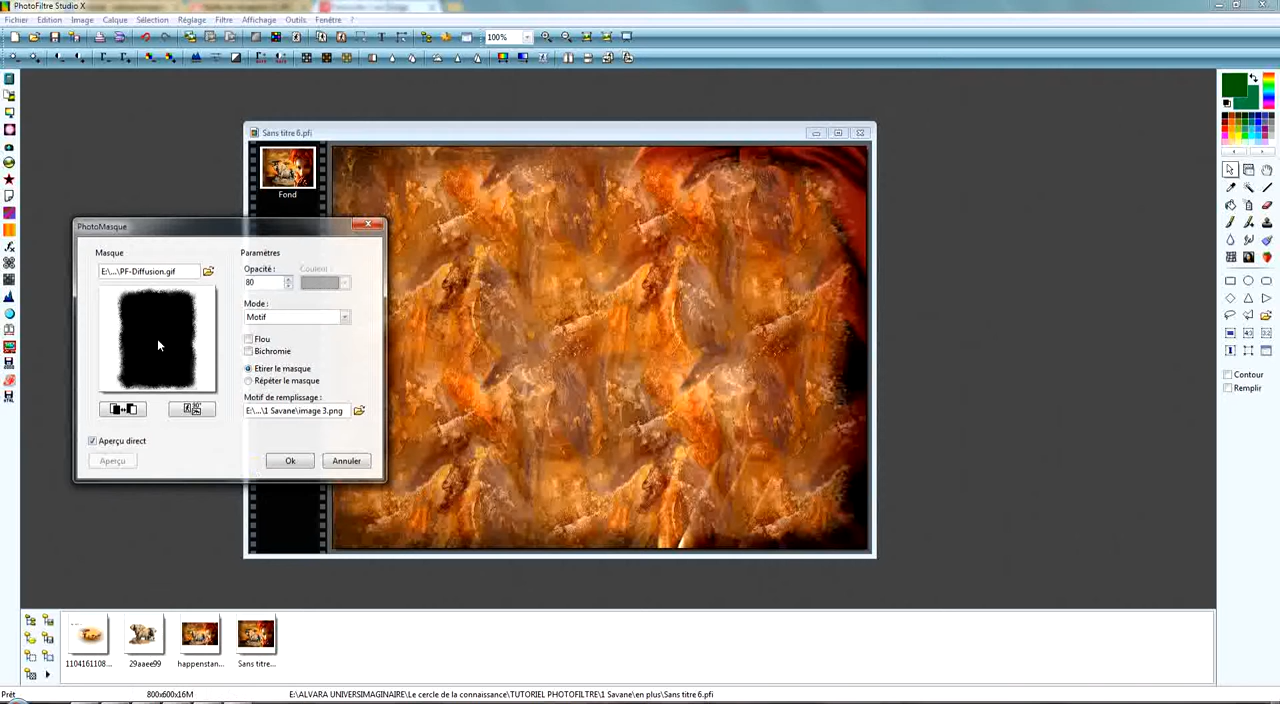 PhotoFiltre Studio X
Fichier Edition Image Calque Sélection Réglage Filtre Affichage Outils Fenêtre ?
100%
Sans titre 6.pfi
Fond
PhotoMasque
Masque
E:\...\PF-Diffusion.gif
Aperçu direct
Aperçu
Paramètres
Opacité :
Couleur :
80
Mode :
Motif
Flou
Bichromie
Etirer le masque
Répéter le masque
Motif de remplissage :
E:\...\1 Savane\image 3.png
Ok
Annuler
Contour
Remplir
1104161108...
29aaee99
happenstan...
Sans titre...
Prêt
800x600x16M
E:\ALVARA UNIVERSIMAGINAIRE\Le cercle de la connaissance\TUTORIEL PHOTOFILTRE\1 Savane\en plus\Sans titre 6.pfi